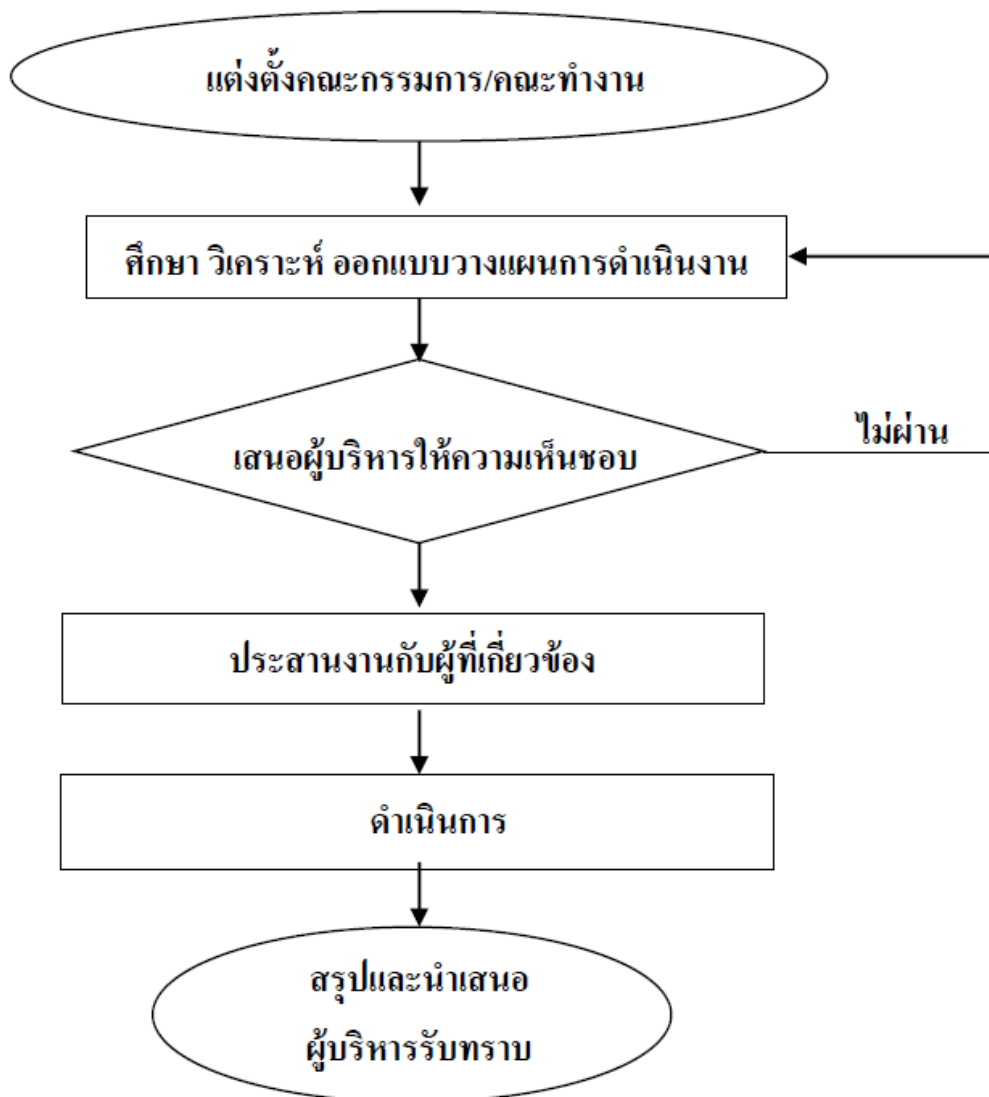 แต่งตั้งคณะกรรมการ/คณะทำงาน
ศึกษา วิเคราะห์ ออกแบบวางแผนการดำเนินงาน
ไม่ผ่าน
เสนอผู้บริหารให้ความเห็นชอบ
ประสานงานกับผู้ที่เกี่ยวข้อง
ดำเนินการ
สรุปและนำเสนอ
ผู้บริหารรับทราบ